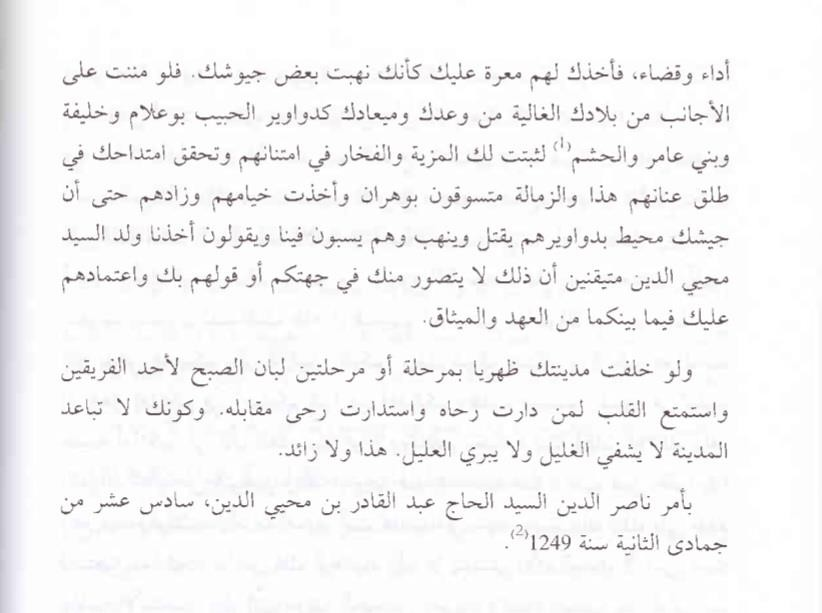 أداء وقضاء، فأخذك لهم معرة عليك كأنك نهبت بعض جيوشك. فلو مننت على
الأجانب من بلادك الغالية من وعدك وميعادك كدواوير الحبيب بوعلام وخليفة
وبني عامر والحشم(1) لثبتت لك المزية والفخار في امتنانهم وتحقق امتداحك في
طلق عنانهم هذا والزمالة متسوقون بوهران وأخذت خيامهم وزادهم حتى أن
جيشك محيط بدواويرهم يقتل وينهب وهم يسبون فينا ويقولون أخذنا ولد السيد
محيي الدين متيقنين أن ذلك لا يتصور منك في جهتكم أو قولهم بك واعتمادهم
عليك فيما بينكما من العهد والميثاق.
ولو خلفت مدينتك ظهريا بمرحلة أو مرحلتين لبان الصبح لأحد الفريقين
واستمتع القلب لمن دارت رحاه واستدارت رحى مقابله. وكونك لا تباعد
المدينة لا يشفي الغليل ولا يبري العليل. هذا ولا زائد.
بأمر ناصر الدين السيد الحاج عبد القادر بن محيي الدين، سادس عشر من
جمادى الثانية سنة 1249(2).